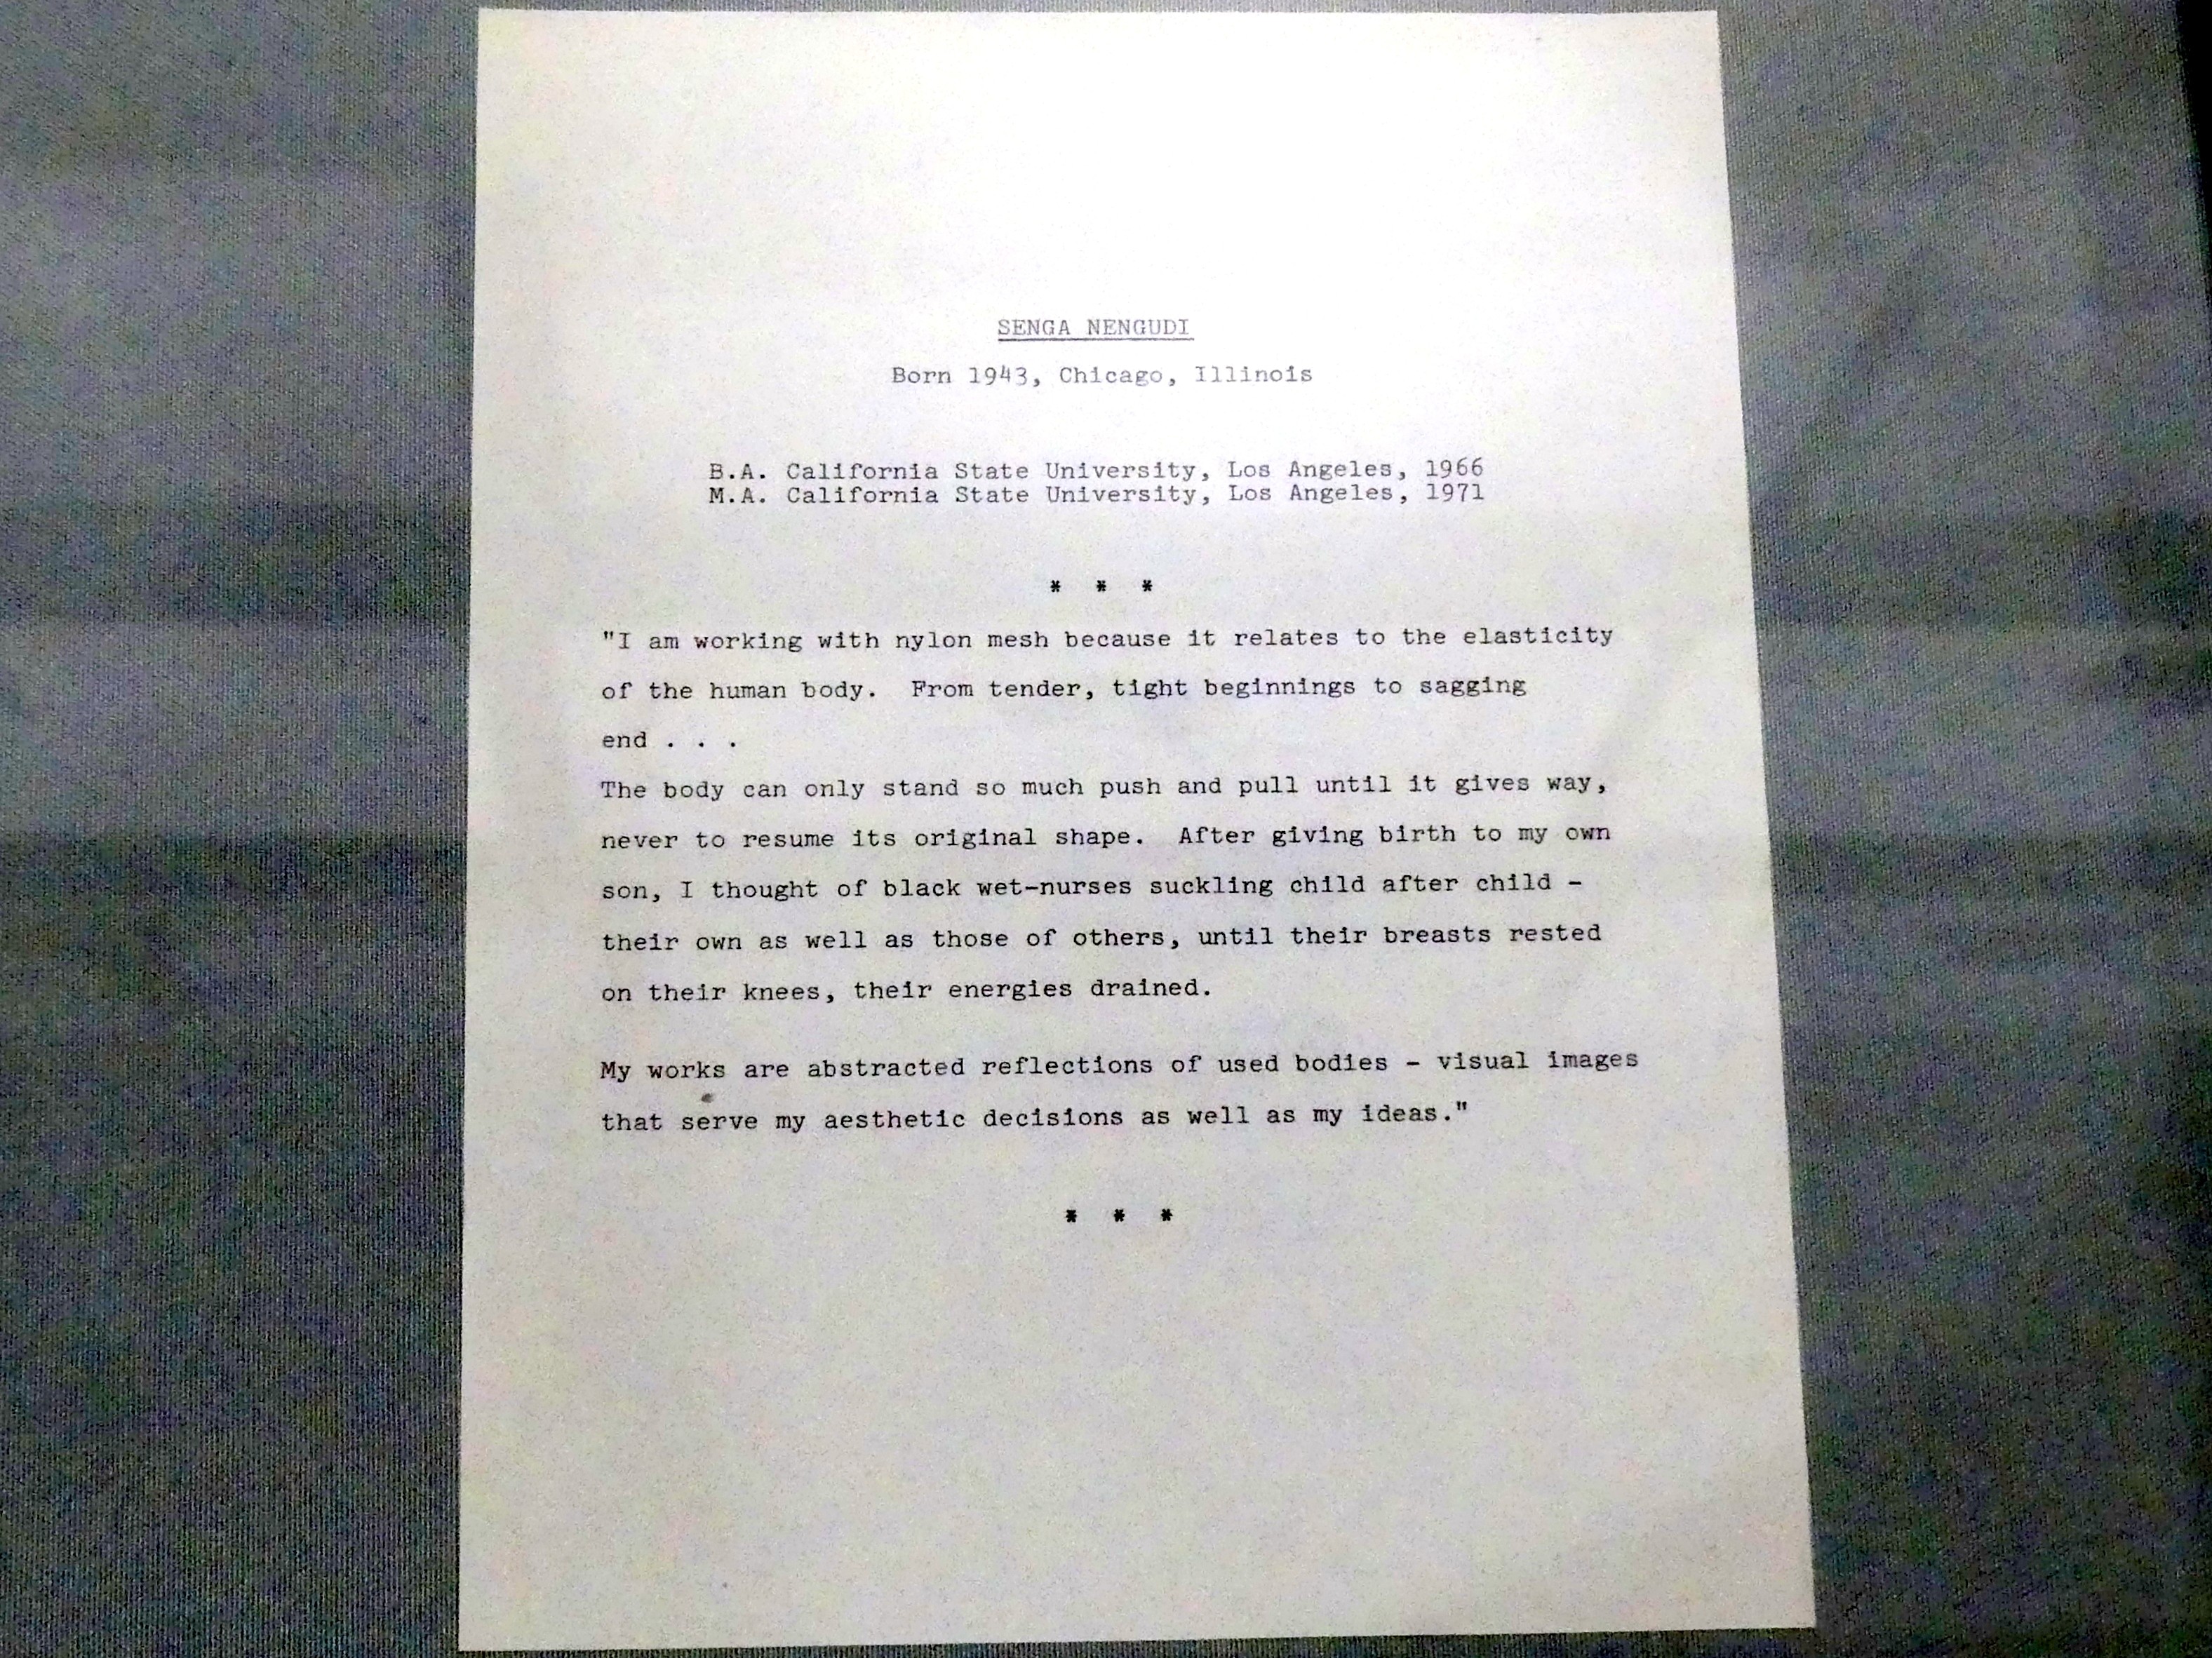 SENGA NENGUDI
Born 1943, Chicago, Illinois
B.A. California State University, Los Angeles, 1966
M.A. California State University, Los Angeles, 1971
* * *
"I am working with nylon mesh because it relates to the elasticity
of the human body.  From tender, tight beginnings to sagging
end . . .
The body can only stand so much push and pull until it gives way,
never to resume its original shape.  After giving birth to my own
son, I thought of black wet-nurses suckling child after child -
their own as well as those of others, until their breasts rested
on their knees, their energies drained.
My works are abstracted reflections of used bodies - visual images
that serve my aesthetic decisions as well as my ideas."
* * *